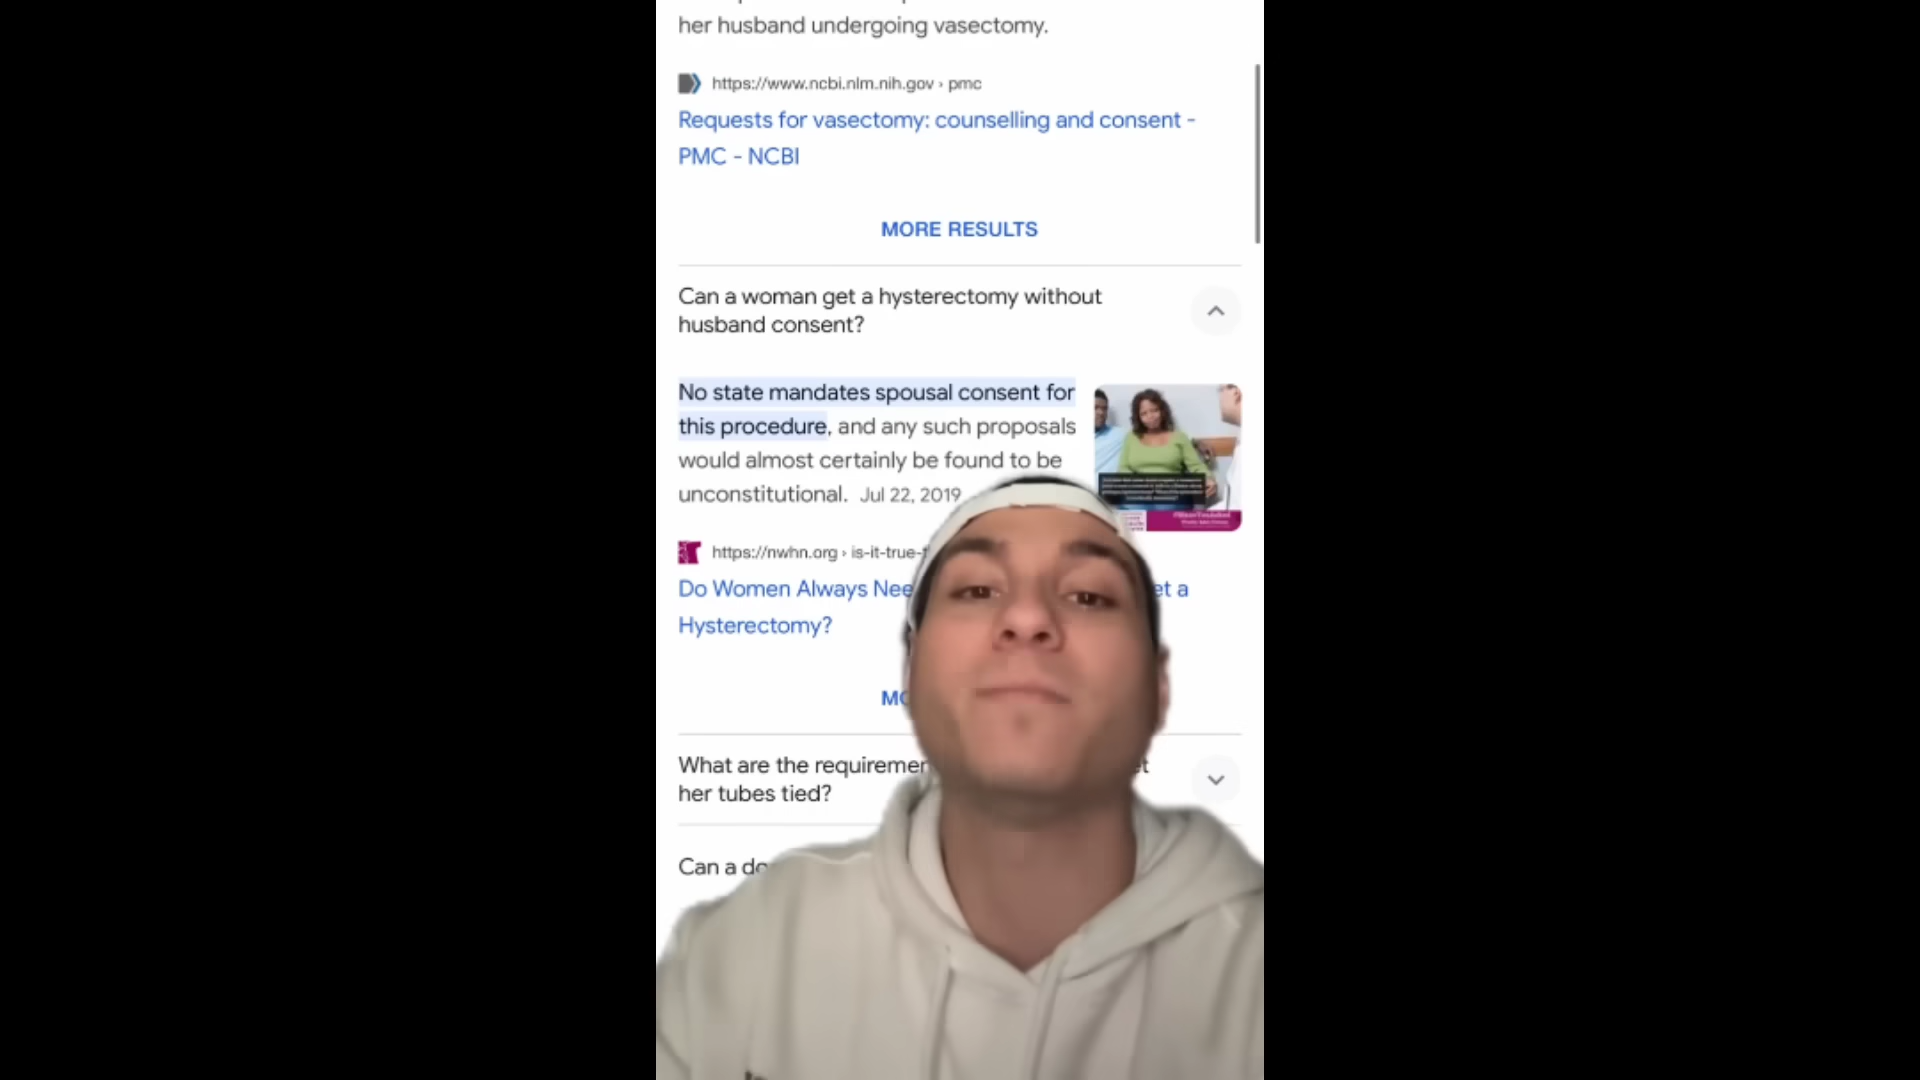 her husband undergoing vasectomy.
https://www.ncbi.nlm.nih.gov › pmc
Requests for vasectomy: counselling and consent -
PMC - NCBI
MORE RESULTS
Can a woman get a hysterectomy without
husband consent?
No state mandates spousal consent for
this procedure, and any such proposals
would almost certainly be found to be
unconstitutional. Jul 22, 2019
https://nwhn.org › is-it-true-
Do Women Always et a
Hysterectomy?
What are the
her tubes tied?
Can a